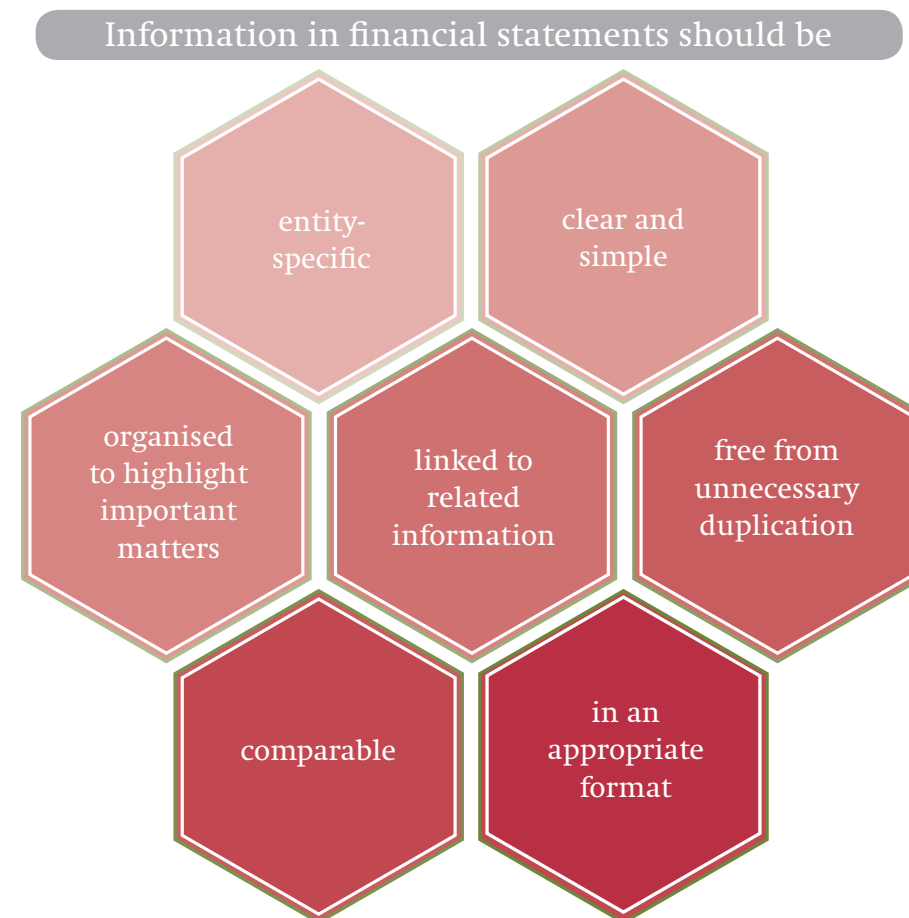 Information in financial statements should be
entity-
specific
clear and
simple
organised
to highlight
important
matters
linked to
related
information
free from
unnecessary
duplication
comparable
in an
appropriate
format